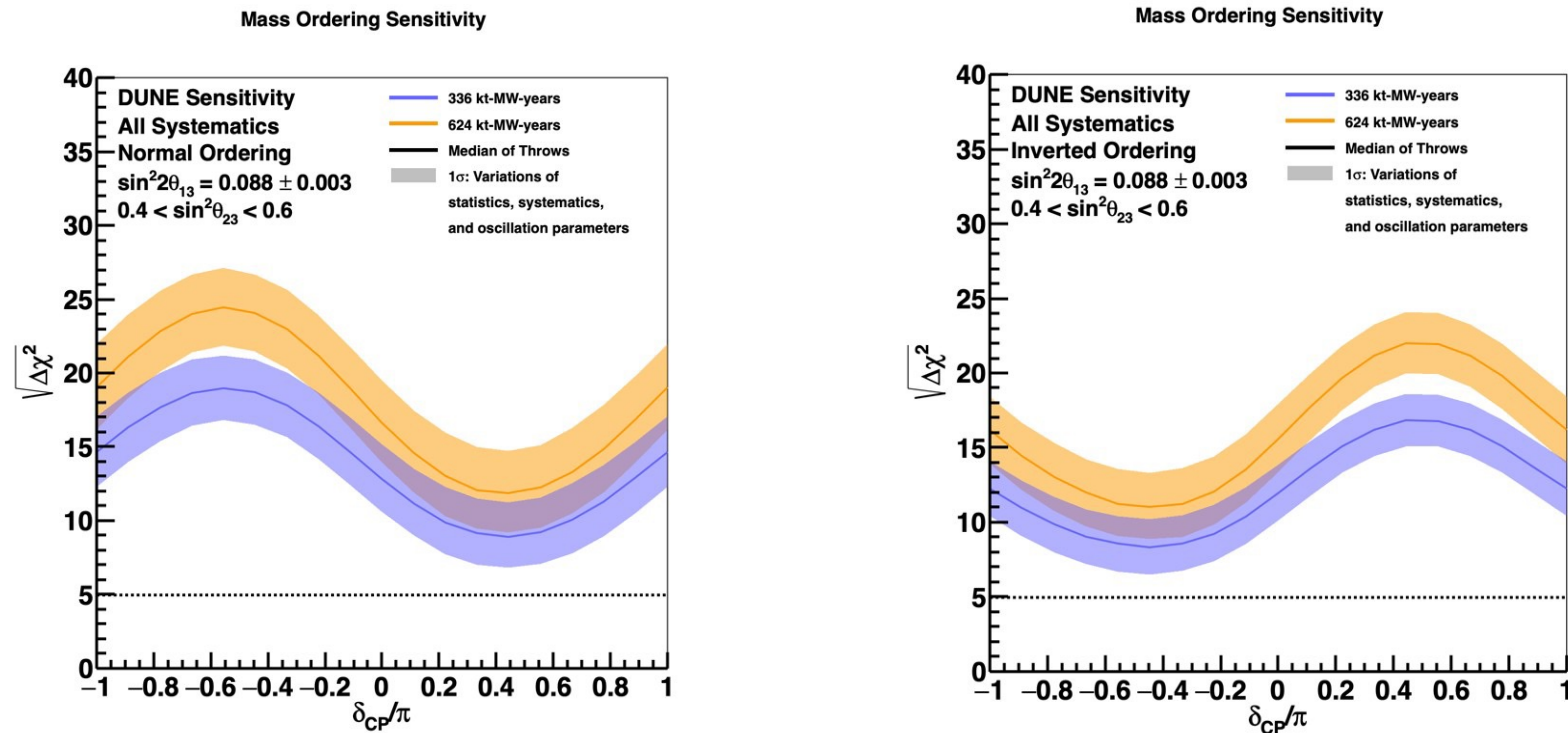 Mass Ordering Sensitivity
40
35
30
25
20
15
10
5
0
√Δχ²
DUNE Sensitivity
All Systematics
Normal Ordering
sin²2θ₁₃ = 0.088 ± 0.003
0.4 < sin²θ₂₃ < 0.6
336 kt-MW-years
624 kt-MW-years
Median of Throws
1σ: Variations of
statistics, systematics,
and oscillation parameters
−1 −0.8 −0.6 −0.4 −0.2 0 0.2 0.4 0.6 0.8 1
δCP/π
Mass Ordering Sensitivity
40
35
30
25
20
15
10
5
0
√Δχ²
DUNE Sensitivity
All Systematics
Inverted Ordering
sin²2θ₁₃ = 0.088 ± 0.003
0.4 < sin²θ₂₃ < 0.6
336 kt-MW-years
624 kt-MW-years
Median of Throws
1σ: Variations of
statistics, systematics,
and oscillation parameters
−1 −0.8 −0.6 −0.4 −0.2 0 0.2 0.4 0.6 0.8 1
δCP/π